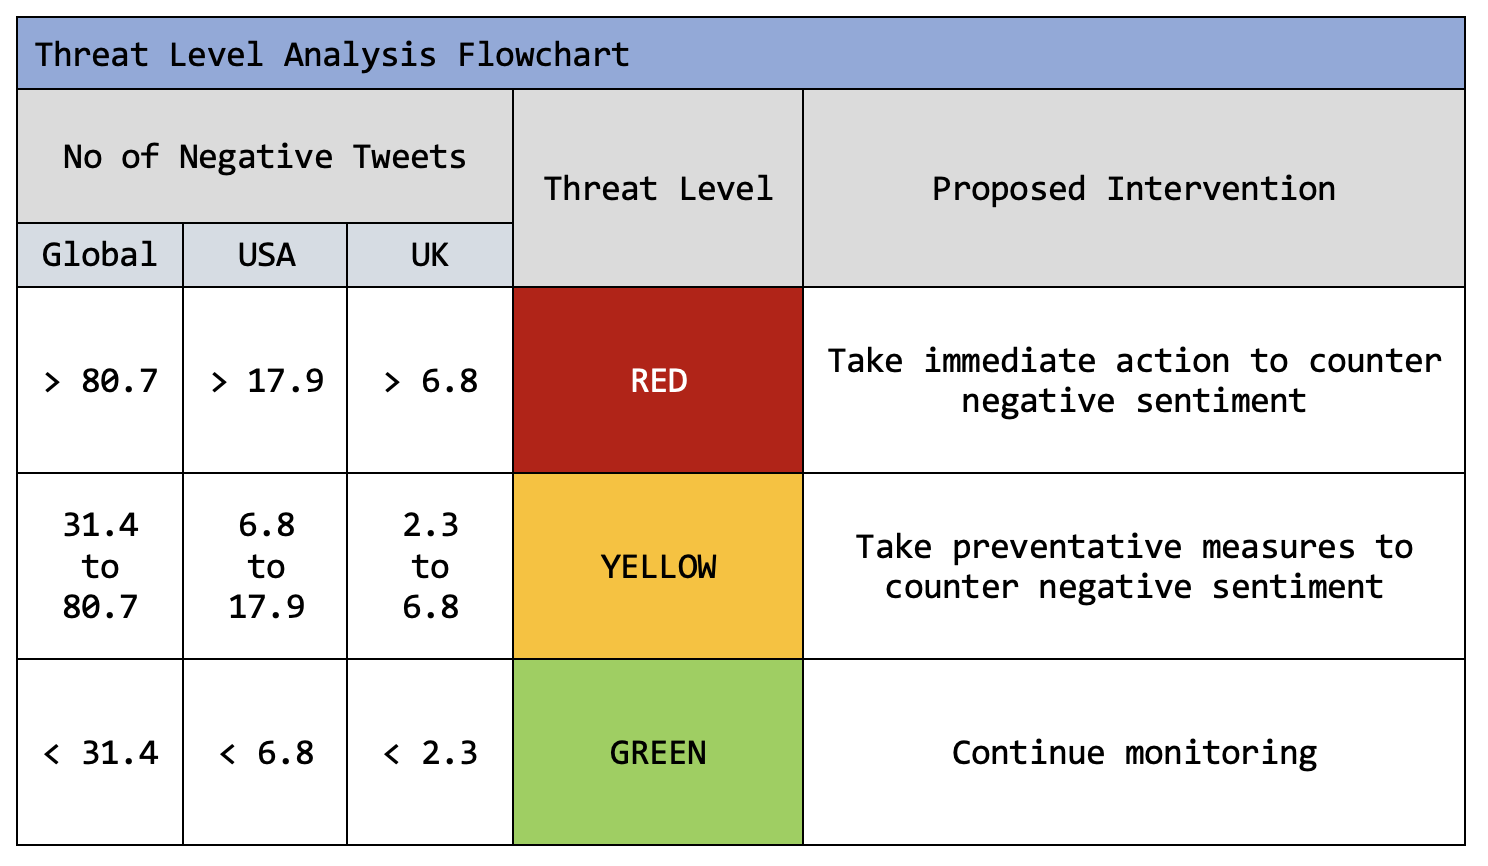 Threat Level Analysis Flowchart
No of Negative Tweets
Threat Level
Proposed Intervention
Global
USA
UK
> 80.7
> 17.9
> 6.8
RED
Take immediate action to counter
negative sentiment
31.4
to
80.7
6.8
to
17.9
2.3
to
6.8
YELLOW
Take preventative measures to
counter negative sentiment
< 31.4
< 6.8
< 2.3
GREEN
Continue monitoring